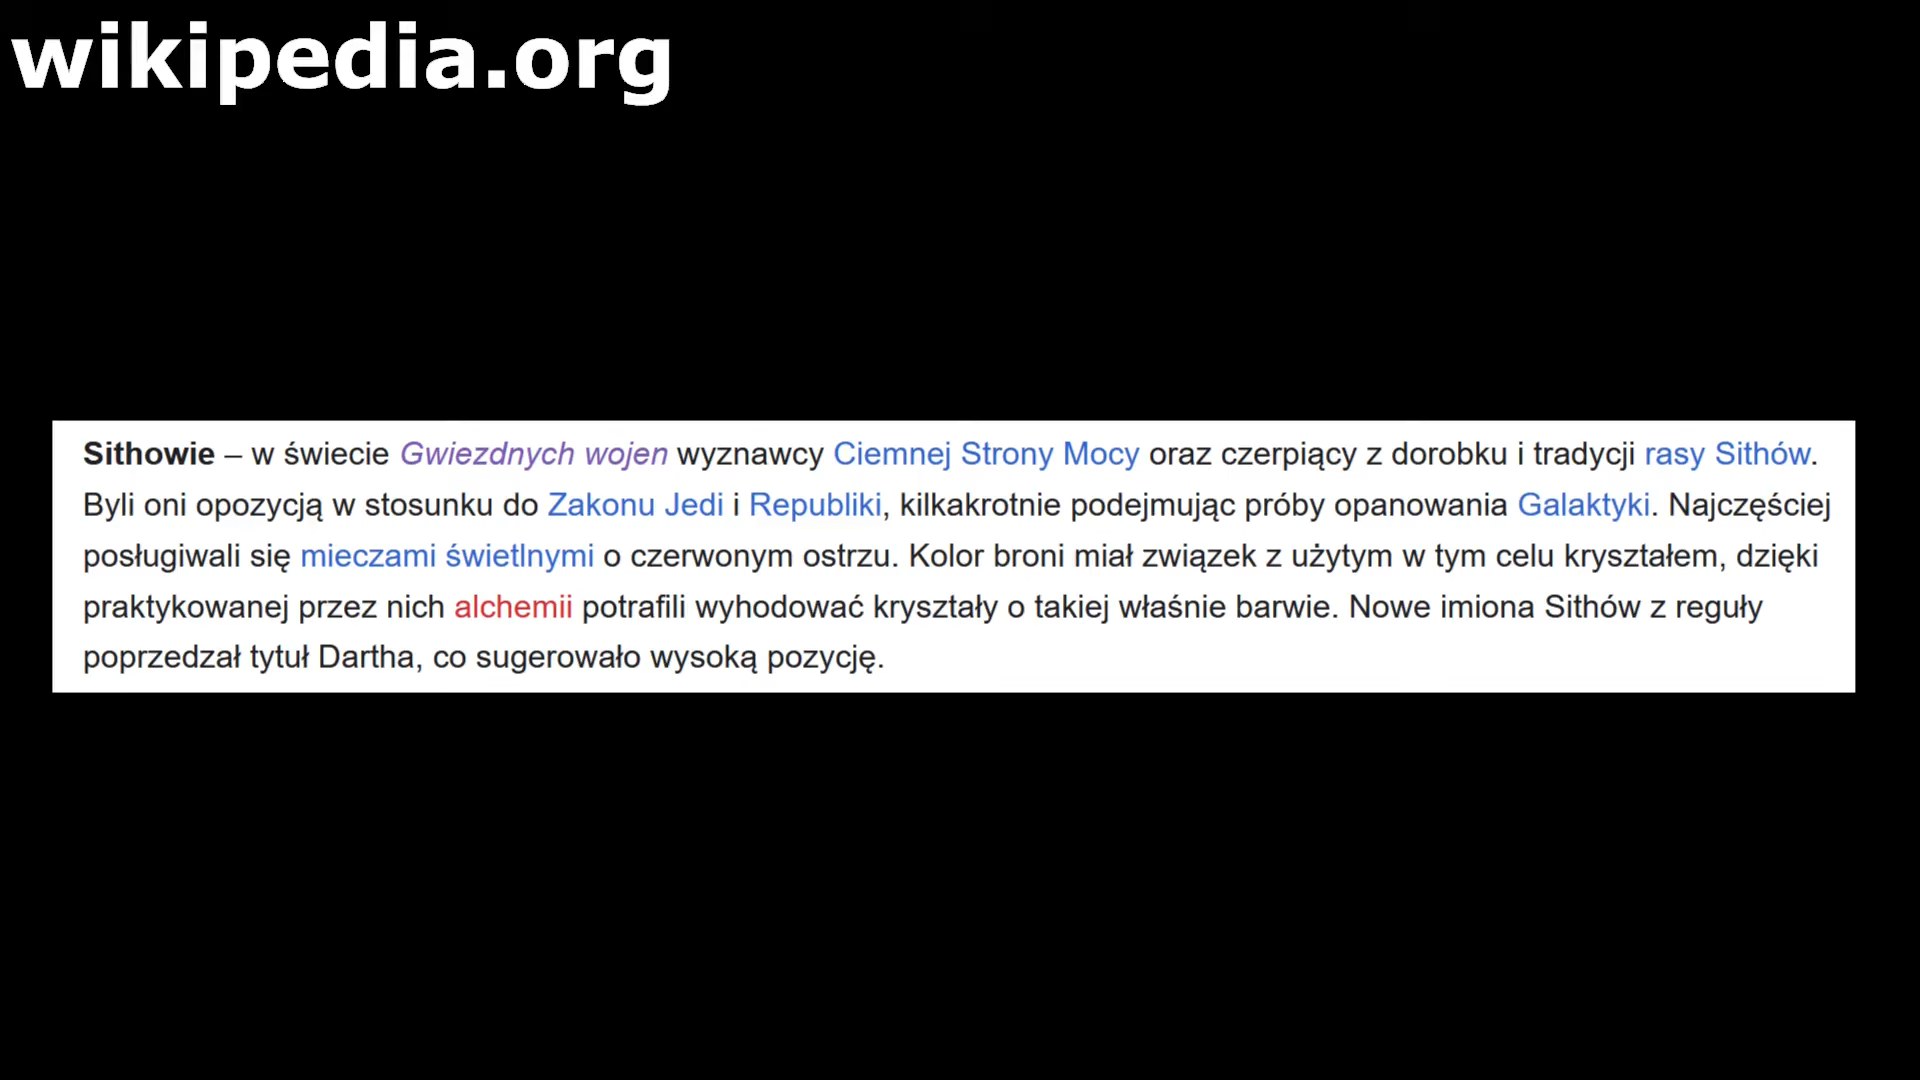 wikipedia.org
Sithowie – w świecie Gwiezdnych wojen wyznawcy Ciemnej Strony Mocy oraz czerpiący z dorobku i tradycji rasy Sithów.
Byli oni opozycją w stosunku do Zakonu Jedi i Republiki, kilkakrotnie podejmując próby opanowania Galaktyki. Najczęściej
posługiwali się mieczami świetlnymi o czerwonym ostrzu. Kolor broni miał związek z użytym w tym celu kryształem, dzięki
praktykowanej przez nich alchemii potrafili wyhodować kryształy o takiej właśnie barwie. Nowe imiona Sithów z reguły
poprzedzał tytuł Dartha, co sugerowało wysoką pozycję.